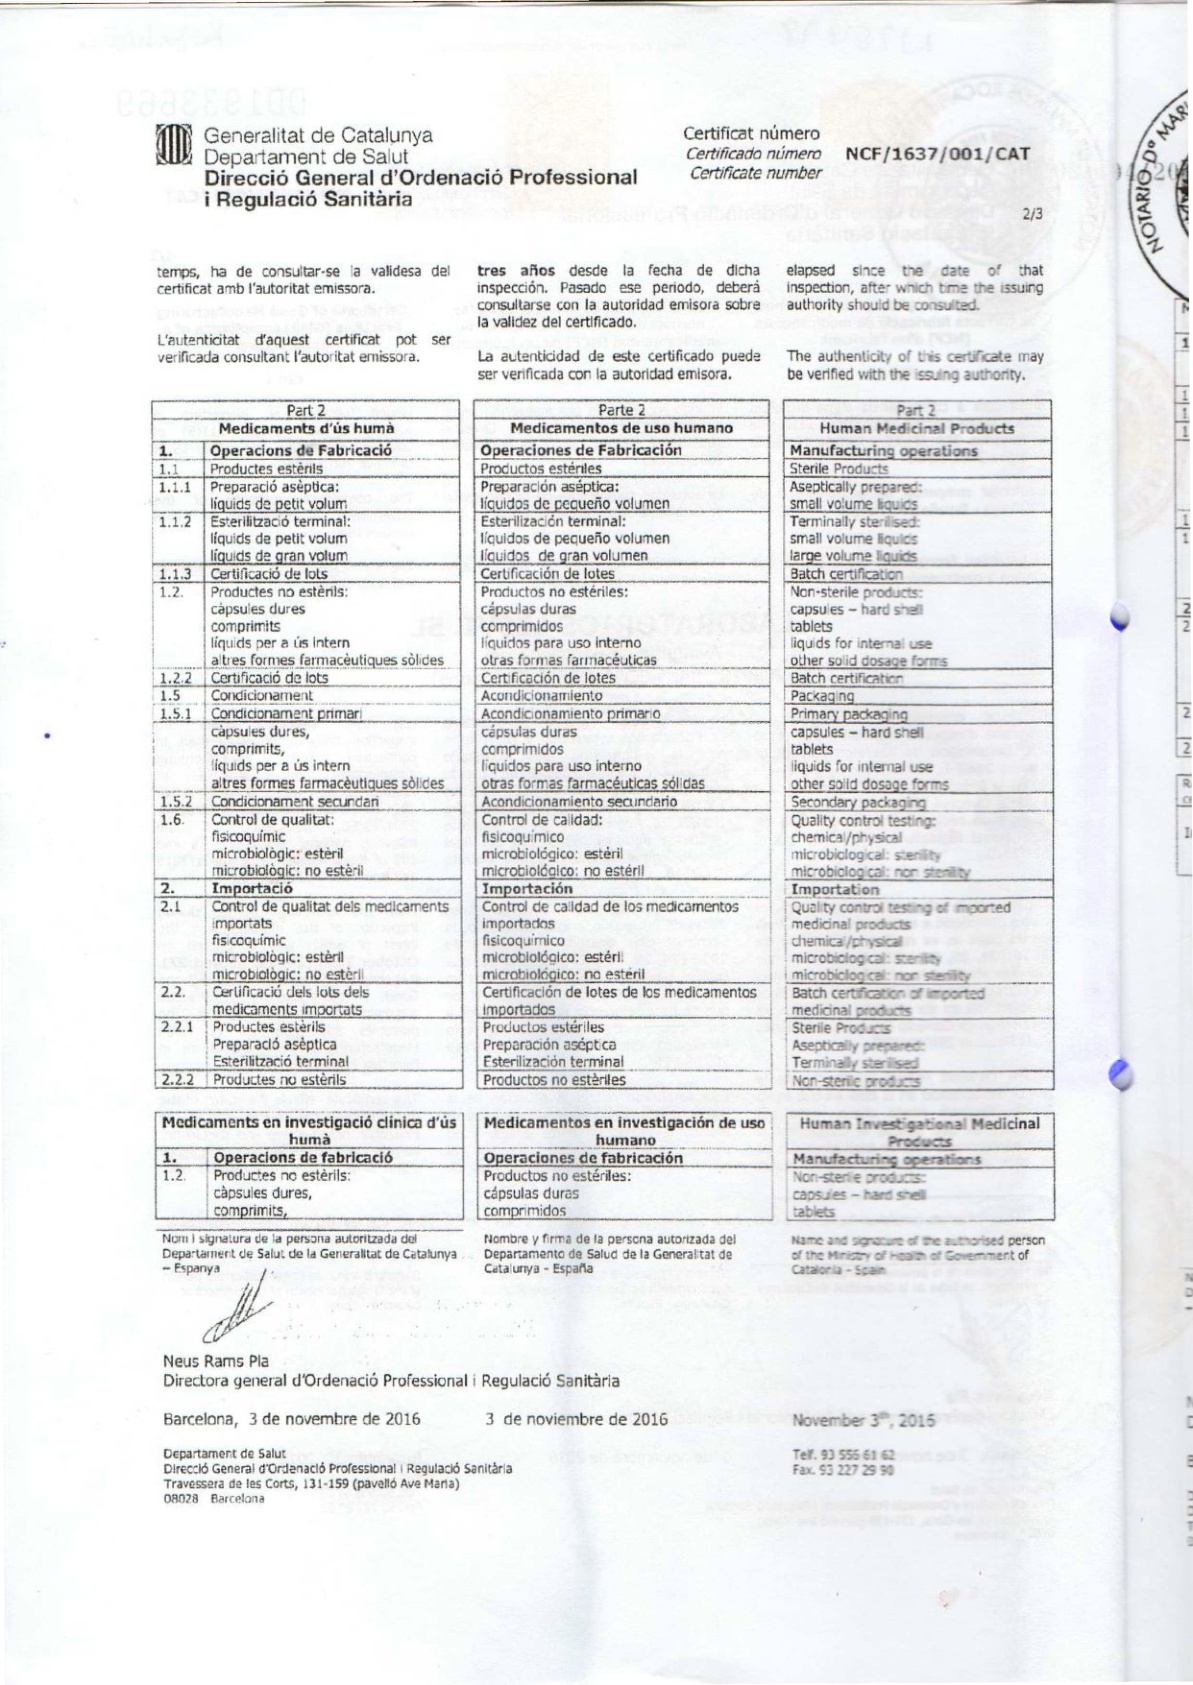 Generalitat de Catalunya
Departament de Salut
Direcció General d'Ordenació Professional
i Regulació Sanitària
Certificat número
Certificado número NCF/1637/001/CAT
Certificate number
2/3
temps, ha de consultar-se la validesa del
certificat amb l'autoritat emissora.
L'autenticitat d'aquest certificat pot ser
verificada consultant l'autoritat emissora.
tres años desde la fecha de dicha
inspección. Pasado ese periodo, deberá
consultarse con la autoridad emisora sobre
la validez del certificado.
La autenticidad de este certificado puede
ser verificada con la autoridad emisora.
elapsed since the date of that
inspection, after which time the issuing
authority should be consulted.
The authenticity of this certificate may
be verified with the issuing authority.
Part 2
Medicaments d'ús humà
1. Operacions de Fabricació
1.1 Productes estèrils
1.1.1 Preparació asèptica:
líquids de petit volum
1.1.2 Esterilització terminal:
líquids de petit volum
líquids de gran volum
1.1.3 Certificació de lots
1.2. Productes no estèrils:
càpsules dures
comprimits
líquids per a ús intern
altres formes farmacèutiques sòlides
1.2.2 Certificació de lots
1.5 Condicionament
1.5.1 Condicionament primari
càpsules dures,
comprimits,
líquids per a ús intern
altres formes farmacèutiques sòlides
1.5.2 Condicionament secundari
1.6. Control de qualitat:
fisicoquímic
microbiològic: estèril
microbiològic: no estèril
2. Importació
2.1 Control de qualitat dels medicaments
importats
fisicoquímic
microbiològic: estèril
microbiològic: no estèril
2.2. Certificació dels lots dels
medicaments importats
2.2.1 Productes estèrils
Preparació asèptica
Esterilització terminal
2.2.2 Productes no estèrils
Parte 2
Medicamentos de uso humano
Operaciones de Fabricación
Productos estériles
Preparación aséptica:
líquidos de pequeño volumen
Esterilización terminal:
líquidos de pequeño volumen
líquidos de gran volumen
Certificación de lotes
Productos no estériles:
cápsulas duras
comprimidos
líquidos para uso interno
otras formas farmacéuticas
Certificación de lotes
Acondicionamiento
Acondicionamiento primario
cápsulas duras
comprimidos
líquidos para uso interno
otras formas farmacéuticas sólidas
Acondicionamiento secundario
Control de calidad:
fisicoquímico
microbiológico: estéril
microbiológico: no estéril
Importación
Control de calidad de los medicamentos
importados
fisicoquímico
microbiológico: estéril
microbiológico: no estéril
Certificación de lotes de los medicamentos
importados
Productos estériles
Preparación aséptica
Esterilización terminal
Productos no estèriles
Part 2
Human Medicinal Products
Manufacturing operations
Sterile Products
Aseptically prepared:
small volume liquids
Terminally sterilised:
small volume liquids
large volume liquids
Batch certification
Non-sterile products:
capsules – hard shell
tablets
liquids for internal use
other solid dosage forms
Batch certification
Packaging
Primary packaging
capsules – hard shell
tablets
liquids for internal use
other solid dosage forms
Secondary packaging
Quality control testing:
chemical/physical
microbiological: sterility
microbiological: non sterility
Importation
Quality control testing of imported
medicinal products
chemical/physical
microbiological: sterility
microbiological: non sterility
Batch certification of imported
medicinal products
Sterile Products
Aseptically prepared:
Terminally sterilised
Non-sterile products
Medicaments en investigació clínica d'ús
humà
1. Operacions de fabricació
1.2. Productes no estèrils:
càpsules dures,
comprimits,
Medicamentos en investigación de uso
humano
Operaciones de fabricación
Productos no estériles:
cápsulas duras
comprimidos
Human Investigational Medicinal
Products
Manufacturing operations
Non-sterile products:
capsules – hard shell
tablets
Nom i signatura de la persona autoritzada del
Departament de Salut de la Generalitat de Catalunya
– Espanya
Nombre y firma de la persona autorizada del
Departamento de Salud de la Generalitat de
Catalunya - España
Name and signature of the authorised person
of the Ministry of Health of Government of
Catalonia - Spain
Neus Rams Pla
Directora general d'Ordenació Professional i Regulació Sanitària
Barcelona, 3 de novembre de 2016
3 de noviembre de 2016
November 3th, 2016
Departament de Salut
Direcció General d'Ordenació Professional i Regulació Sanitària
Travessera de les Corts, 131-159 (pavelló Ave Maria)
08028 Barcelona
Telf. 93 556 61 62
Fax. 93 227 29 90
NOTARIO Dº MAR